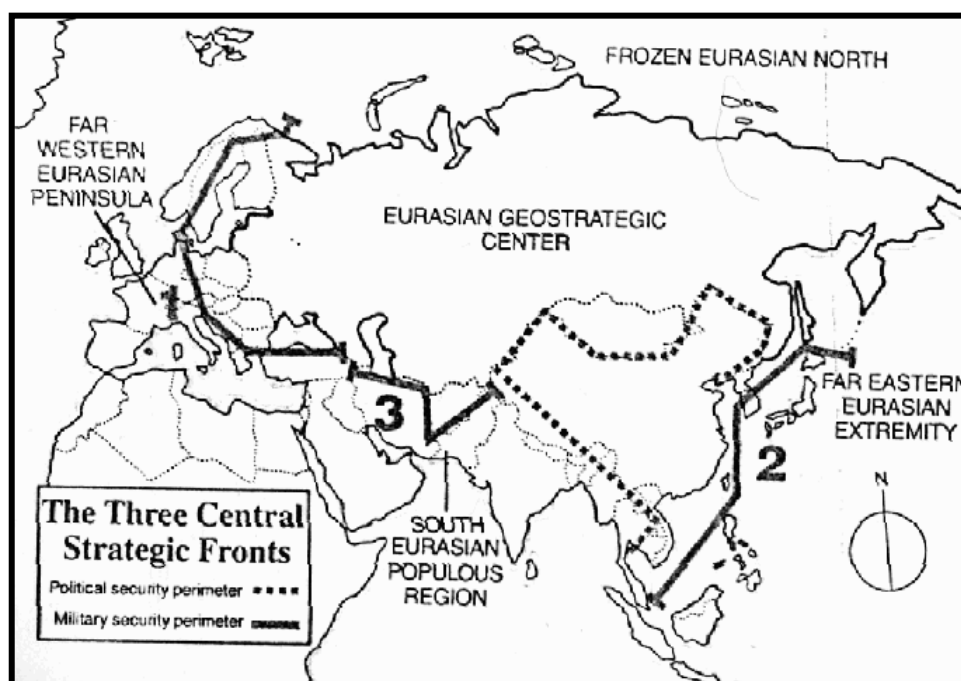 FROZEN EURASIAN NORTH
FAR
WESTERN
EURASIAN
PENINSULA
EURASIAN GEOSTRATEGIC
CENTER
1
3
FAR EASTERN
EURASIAN
EXTREMITY
2
N
SOUTH
EURASIAN
POPULOUS
REGION
The Three Central
Strategic Fronts
Political security perimeter
Military security perimeter